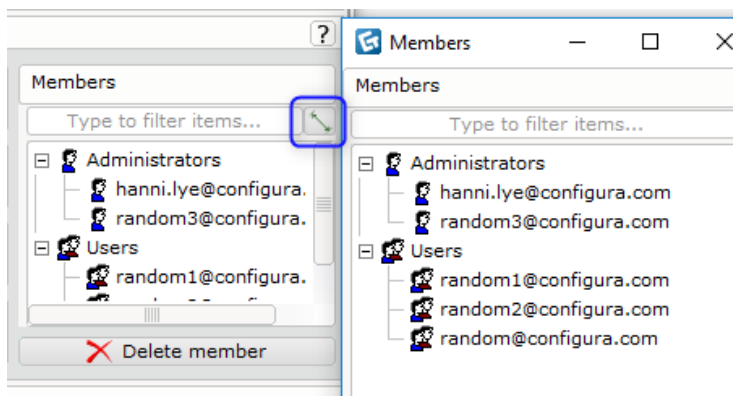 ?
Members
Type to filter items...
Administrators
hanni.lye@configura.
random3@configura.
Users
random1@configura.
Delete member
Members
Members
Type to filter items...
Administrators
hanni.lye@configura.com
random3@configura.com
Users
random1@configura.com
random2@configura.com
random@configura.com